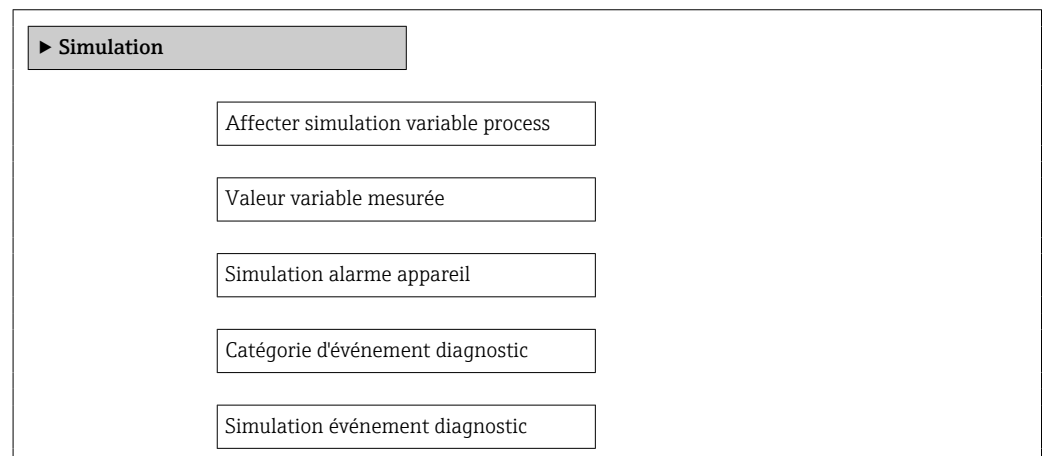 ▶ Simulation
Affecter simulation variable process
Valeur variable mesurée
Simulation alarme appareil
Catégorie d'événement diagnostic
Simulation événement diagnostic